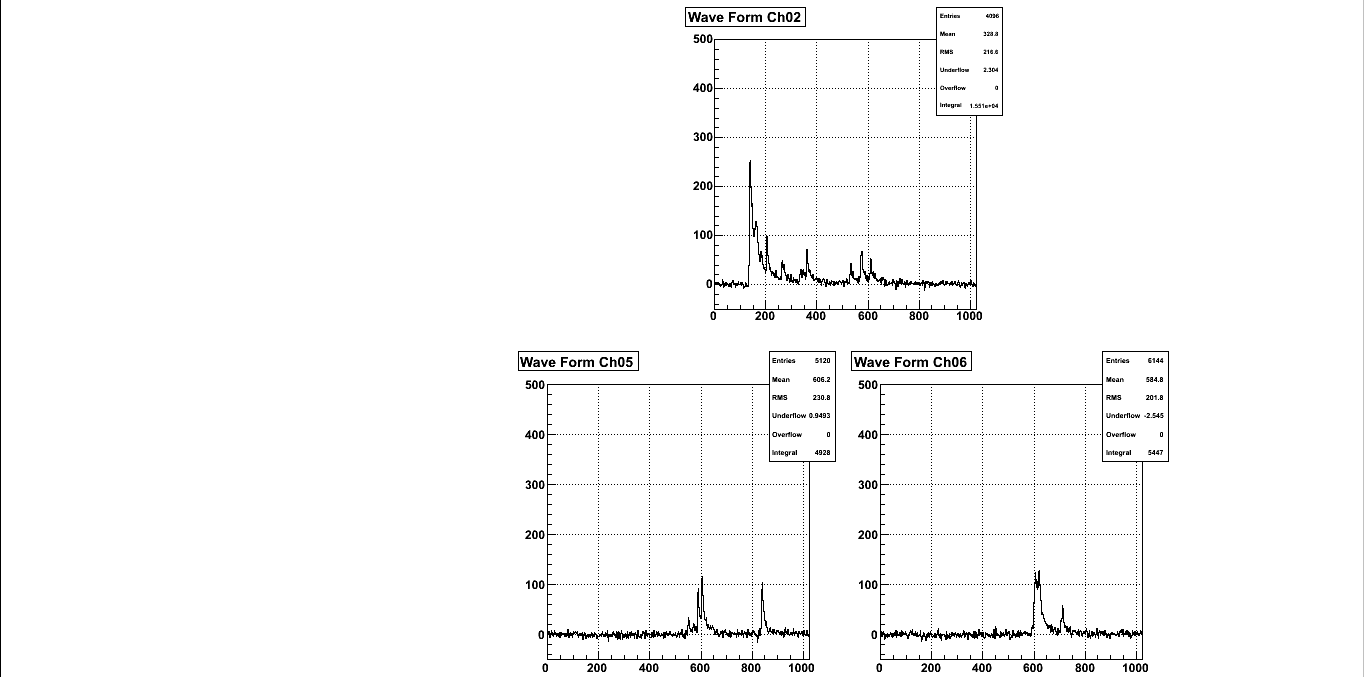 Wave Form Ch02
Entries 4096
Mean 328.8
RMS 216.6
Underflow 2.304
Overflow 0
Integral 1.551e+04
500
400
300
200
100
0
0 200 400 600 800 1000
Wave Form Ch05
Entries 5120
Mean 606.2
RMS 230.8
Underflow 0.9493
Overflow 0
Integral 4928
500
400
300
200
100
0
0 200 400 600 800 1000
Wave Form Ch06
Entries 6144
Mean 584.8
RMS 201.8
Underflow -2.545
Overflow 0
Integral 5447
500
400
300
200
100
0
0 200 400 600 800 1000